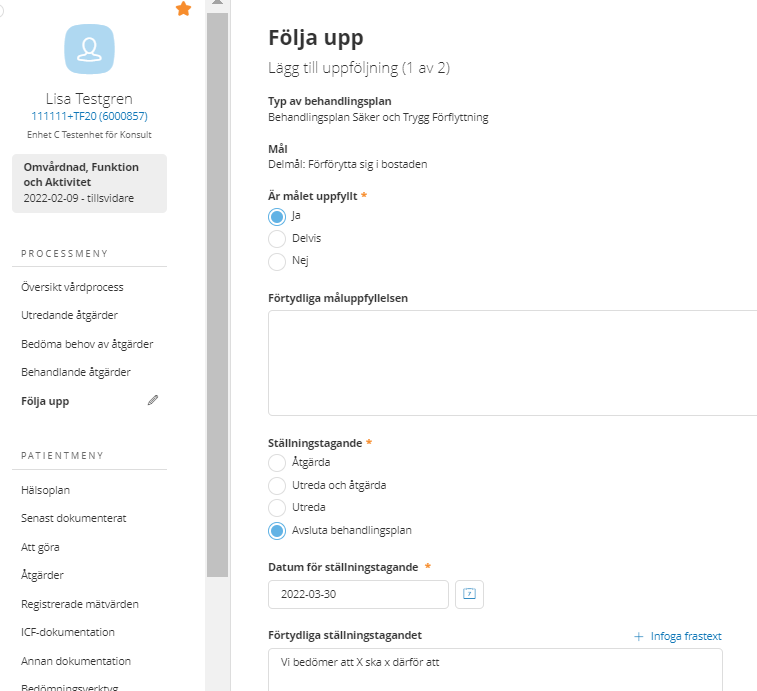 Lisa Testgren
111111+TF20 (6000857)
Enhet C Testenhet för Konsult
Omvårdnad, Funktion
och Aktivitet
2022-02-09 - tillsvidare
PROCESSMENY
Översikt vårdprocess
Utredande åtgärder
Bedöma behov av åtgärder
Behandlande åtgärder
Följa upp
PATIENTMENY
Hälsoplan
Senast dokumenterat
Att göra
Åtgärder
Registrerade mätvärden
ICF-dokumentation
Annan dokumentation
Bedömningsverktyg
Följa upp
Lägg till uppföljning (1 av 2)
Typ av behandlingsplan
Behandlingsplan Säker och Trygg Förflyttning
Mål
Delmål: Förförytta sig i bostaden
Är målet uppfyllt *
Ja
Delvis
Nej
Förtydliga måluppfyllelsen
Ställningstagande *
Åtgärda
Utreda och åtgärda
Utreda
Avsluta behandlingsplan
Datum för ställningstagande *
2022-03-30
7
Förtydliga ställningstagandet
+ Infoga frastext
Vi bedömer att X ska x därför att